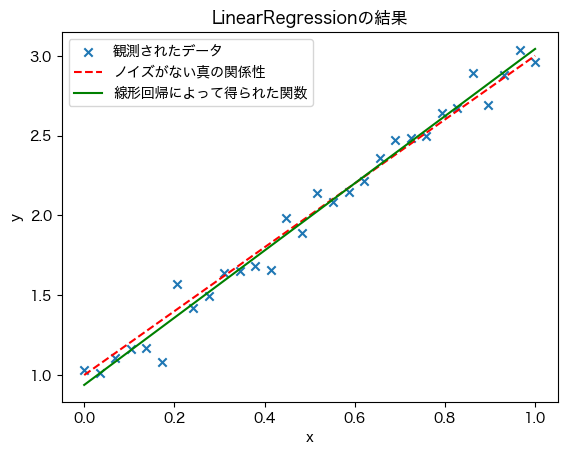 LinearRegressionの結果
観測されたデータ
ノイズがない真の関係性
線形回帰によって得られた関数
3.0
2.5
2.0
1.5
1.0
y
0.0 0.2 0.4 0.6 0.8 1.0
x